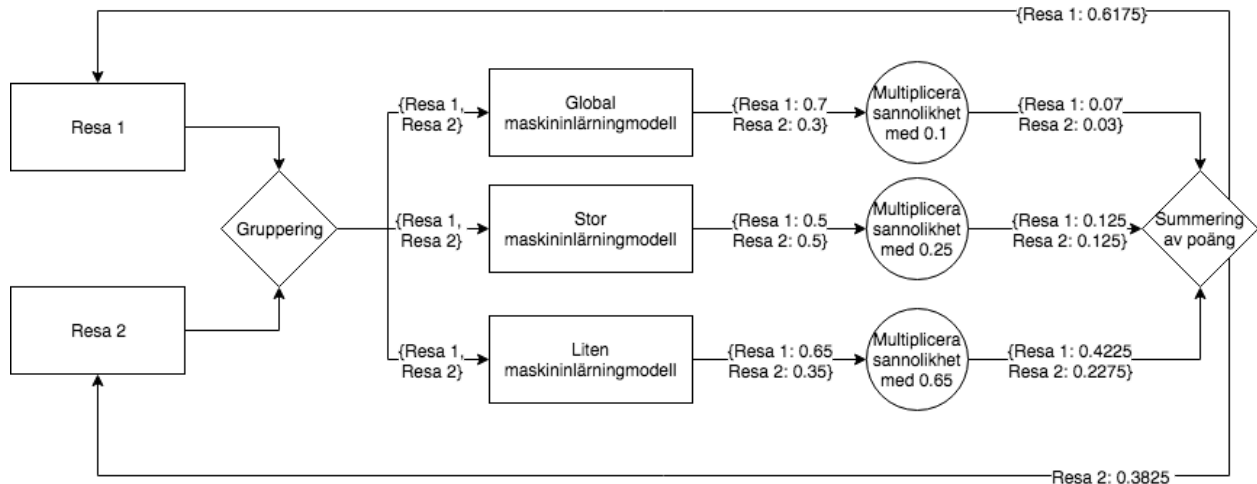 {Resa 1: 0.6175}
Resa 1
Resa 2
Gruppering
{Resa 1,
Resa 2}
Global
maskininlärningmodell
{Resa 1: 0.7
Resa 2: 0.3}
Multiplicera
sannolikhet
med 0.1
{Resa 1: 0.07
Resa 2: 0.03}
{Resa 1,
Resa 2}
Stor
maskininlärningmodell
{Resa 1: 0.5
Resa 2: 0.5}
Multiplicera
sannolikhet
med 0.25
{Resa 1: 0.125
Resa 2: 0.125}
{Resa 1,
Resa 2}
Liten
maskininlärningmodell
{Resa 1: 0.65
Resa 2: 0.35}
Multiplicera
sannolikhet
med 0.65
{Resa 1: 0.4225
Resa 2: 0.2275}
Summering
av poäng
Resa 2: 0.3825